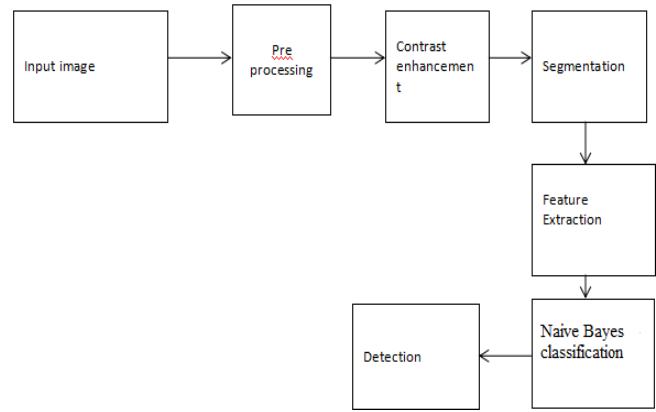 Input image
Pre
processing
Contrast
enhancemen
t
Segmentation
Feature
Extraction
Naive Bayes
classification
Detection